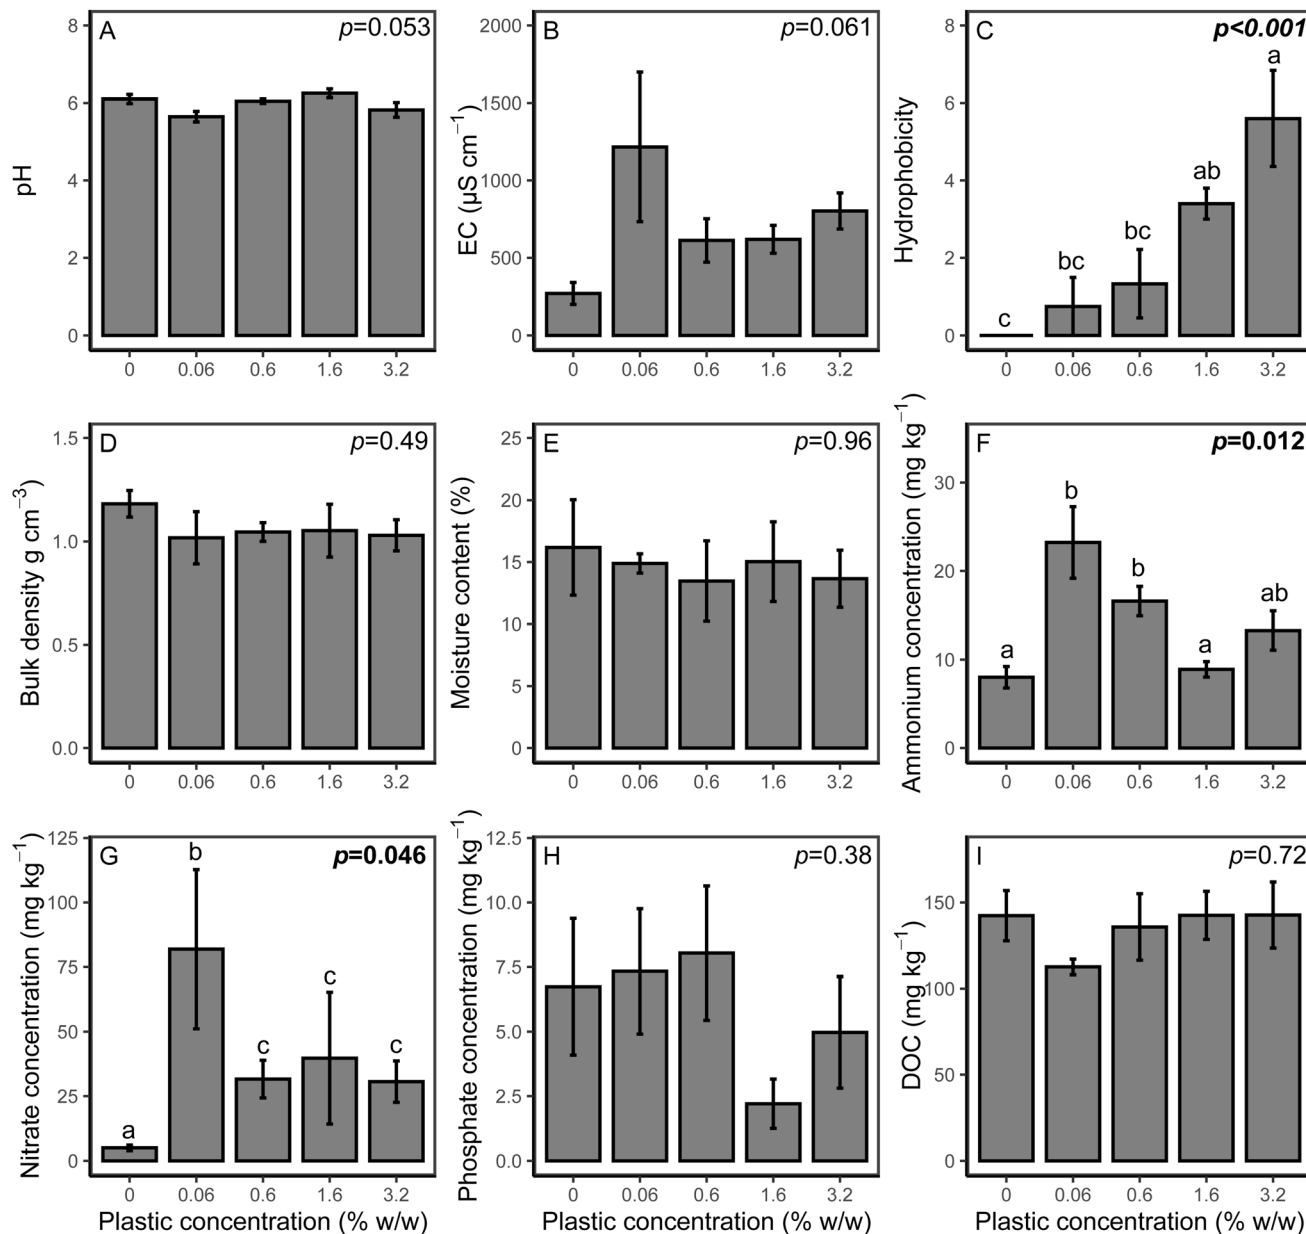 A
p=0.053
pH
8
6
4
2
0
0 0.06 0.6 1.6 3.2
B
p=0.061
EC (µS cm⁻¹)
2000
1500
1000
500
0
0 0.06 0.6 1.6 3.2
C
p<0.001
Hydrophobicity
8
6
4
2
0
c bc bc ab a
0 0.06 0.6 1.6 3.2
D
p=0.49
Bulk density g cm⁻³
1.5
1.0
0.5
0.0
0 0.06 0.6 1.6 3.2
E
p=0.96
Moisture content (%)
25
20
15
10
5
0
0 0.06 0.6 1.6 3.2
F
p=0.012
Ammonium concentration (mg kg⁻¹)
30
20
10
0
a b b a ab
0 0.06 0.6 1.6 3.2
G
p=0.046
Nitrate concentration (mg kg⁻¹)
125
100
75
50
25
0
a b c c c
0 0.06 0.6 1.6 3.2
Plastic concentration (% w/w)
H
p=0.38
Phosphate concentration (mg kg⁻¹)
12.5
10.0
7.5
5.0
2.5
0.0
0 0.06 0.6 1.6 3.2
Plastic concentration (% w/w)
I
p=0.72
DOC (mg kg⁻¹)
150
100
50
0
0 0.06 0.6 1.6 3.2
Plastic concentration (% w/w)